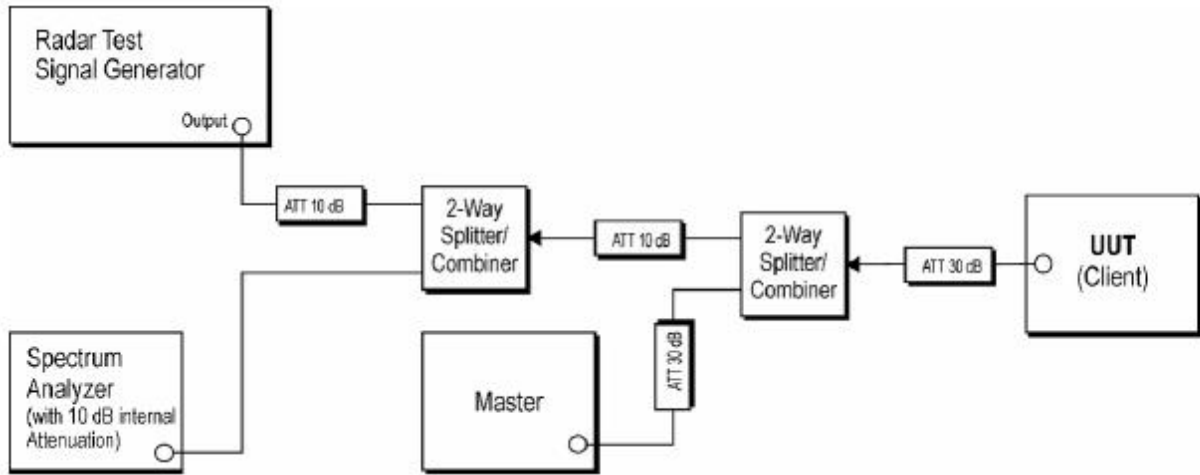 Radar Test
Signal Generator
Output
ATT 10 dB
2-Way
Splitter/
Combiner
ATT 10 dB
2-Way
Splitter/
Combiner
ATT 30 dB
UUT
(Client)
Spectrum
Analyzer
(with 10 dB internal
Attenuation)
Master
ATT 30 dB